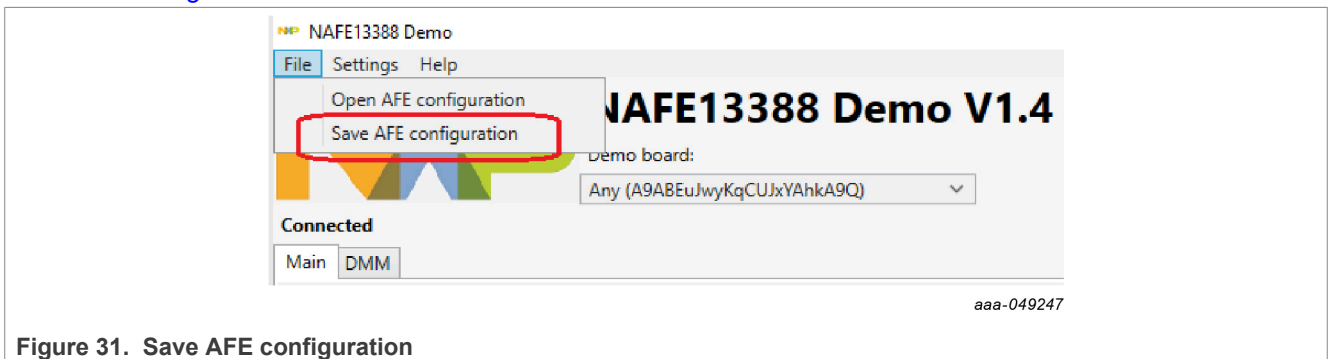 NXP NAFE13388 Demo
File Settings Help
Open AFE configuration
Save AFE configuration
NAFE13388 Demo V1.4
Demo board:
Any (A9ABEuJwyKqCUJxYAhkA9Q)
Connected
Main DMM
aaa-049247
Figure 31. Save AFE configuration